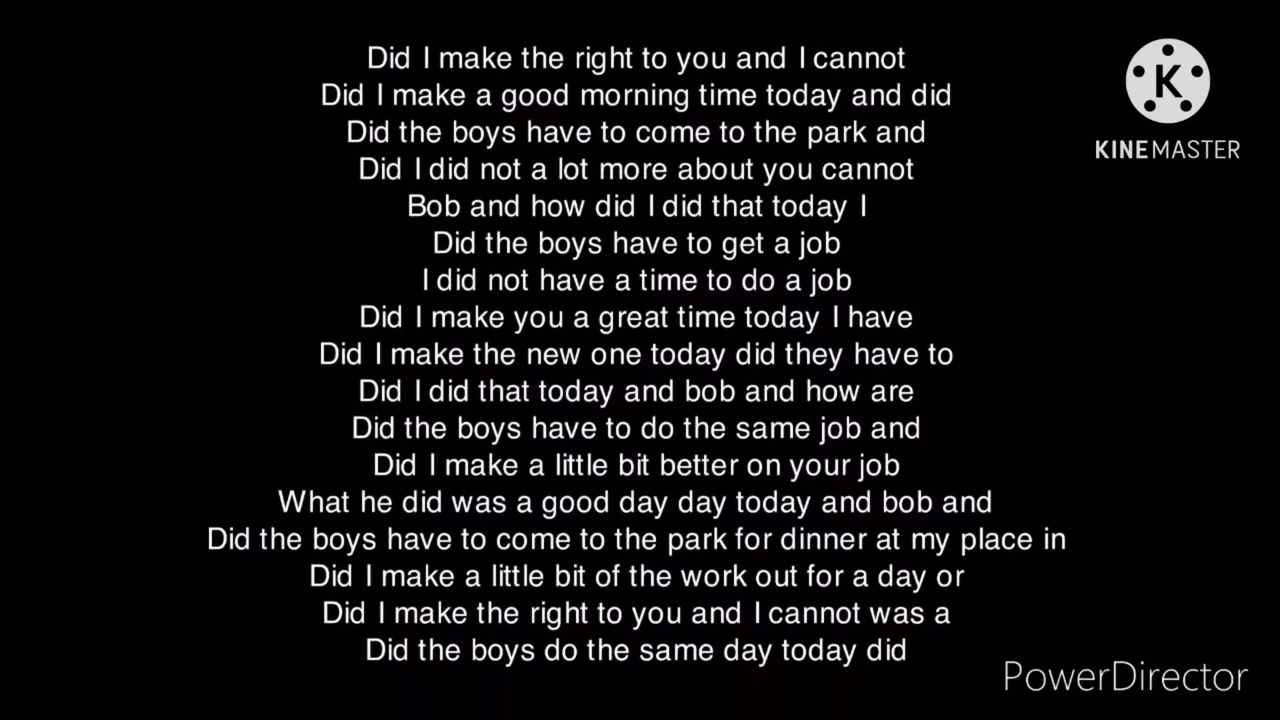 Did I make the right to you and I cannot
Did I make a good morning time today and did
Did the boys have to come to the park and
Did I did not a lot more about you cannot
Bob and how did I did that today I
Did the boys have to get a job
I did not have a time to do a job
Did I make you a great time today I have
Did I make the new one today did they have to
Did I did that today and bob and how are
Did the boys have to do the same job and
Did I make a little bit better on your job
What he did was a good day day today and bob and
Did the boys have to come to the park for dinner at my place in
Did I make a little bit of the work out for a day or
Did I make the right to you and I cannot was a
Did the boys do the same day today did
K
KINEMASTER
PowerDirector